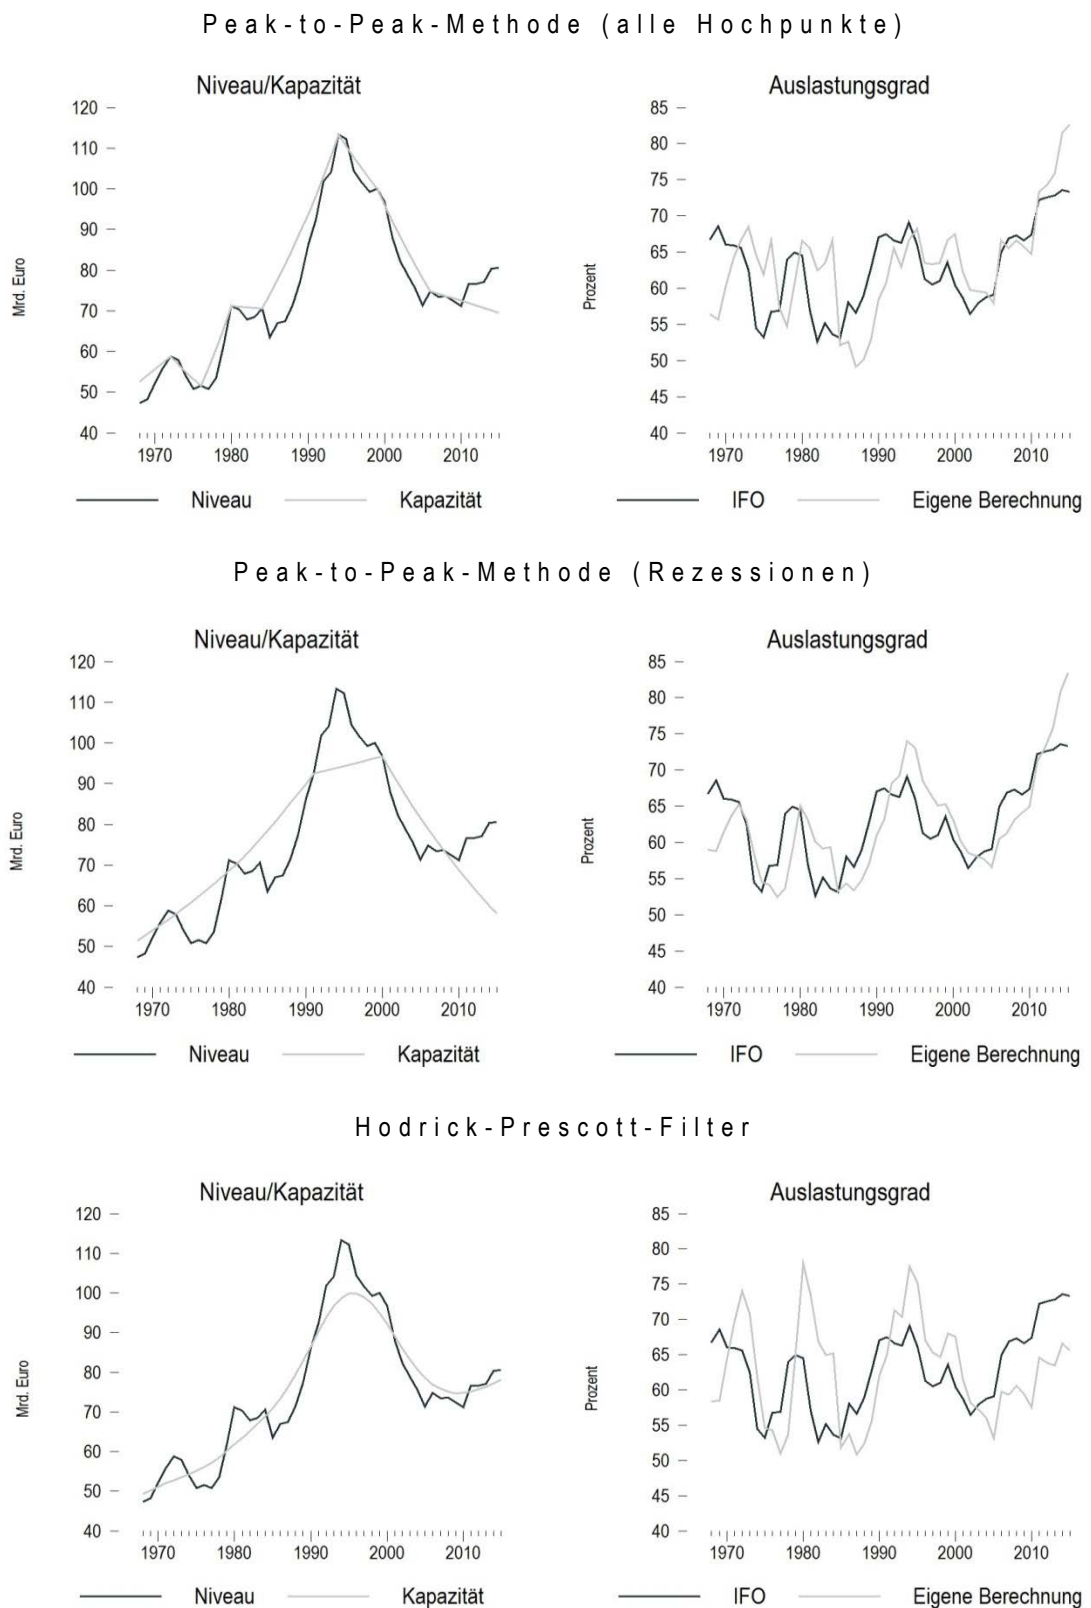 Peak-to-Peak-Methode (alle Hochpunkte)
Niveau/Kapazität
120
110
100
90
80
70
60
50
40
Mrd. Euro
1970 1980 1990 2000 2010
Niveau Kapazität
Auslastungsgrad
85
80
75
70
65
60
55
50
45
40
Prozent
1970 1980 1990 2000 2010
IFO Eigene Berechnung
Peak-to-Peak-Methode (Rezessionen)
Niveau/Kapazität
120
110
100
90
80
70
60
50
40
Mrd. Euro
1970 1980 1990 2000 2010
Niveau Kapazität
Auslastungsgrad
85
80
75
70
65
60
55
50
45
40
Prozent
1970 1980 1990 2000 2010
IFO Eigene Berechnung
Hodrick-Prescott-Filter
Niveau/Kapazität
120
110
100
90
80
70
60
50
40
Mrd. Euro
1970 1980 1990 2000 2010
Niveau Kapazität
Auslastungsgrad
85
80
75
70
65
60
55
50
45
40
Prozent
1970 1980 1990 2000 2010
IFO Eigene Berechnung